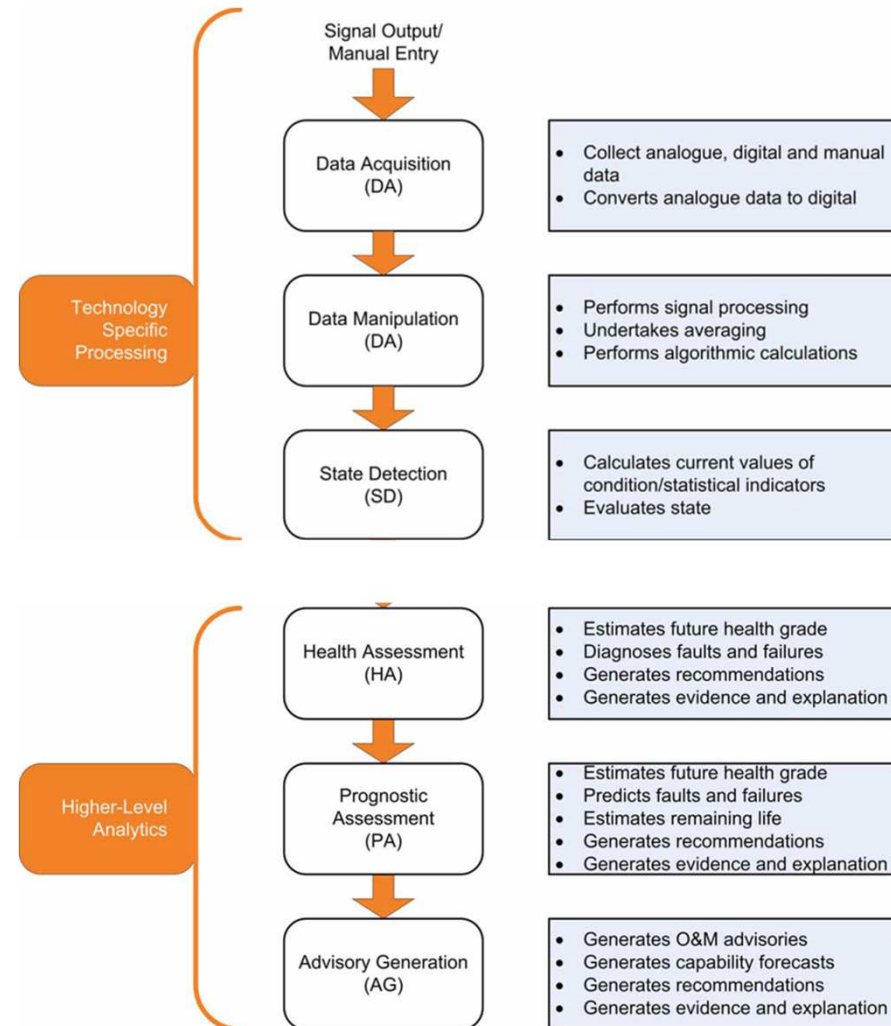 Signal Output/
Manual Entry
Data Acquisition
(DA)
• Collect analogue, digital and manual
data
• Converts analogue data to digital
Technology
Specific
Processing
Data Manipulation
(DA)
• Performs signal processing
• Undertakes averaging
• Performs algorithmic calculations
State Detection
(SD)
• Calculates current values of
condition/statistical indicators
• Evaluates state
Health Assessment
(HA)
• Estimates future health grade
• Diagnoses faults and failures
• Generates recommendations
• Generates evidence and explanation
Higher-Level
Analytics
Prognostic
Assessment
(PA)
• Estimates future health grade
• Predicts faults and failures
• Estimates remaining life
• Generates recommendations
• Generates evidence and explanation
Advisory Generation
(AG)
• Generates O&M advisories
• Generates capability forecasts
• Generates recommendations
• Generates evidence and explanation